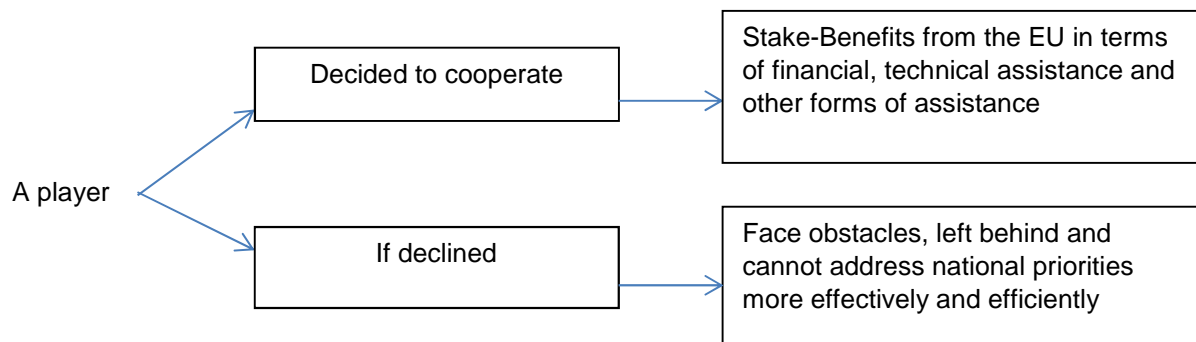 Decided to cooperate
Stake-Benefits from the EU in terms
of financial, technical assistance and
other forms of assistance
A player
If declined
Face obstacles, left behind and
cannot address national priorities
more effectively and efficiently